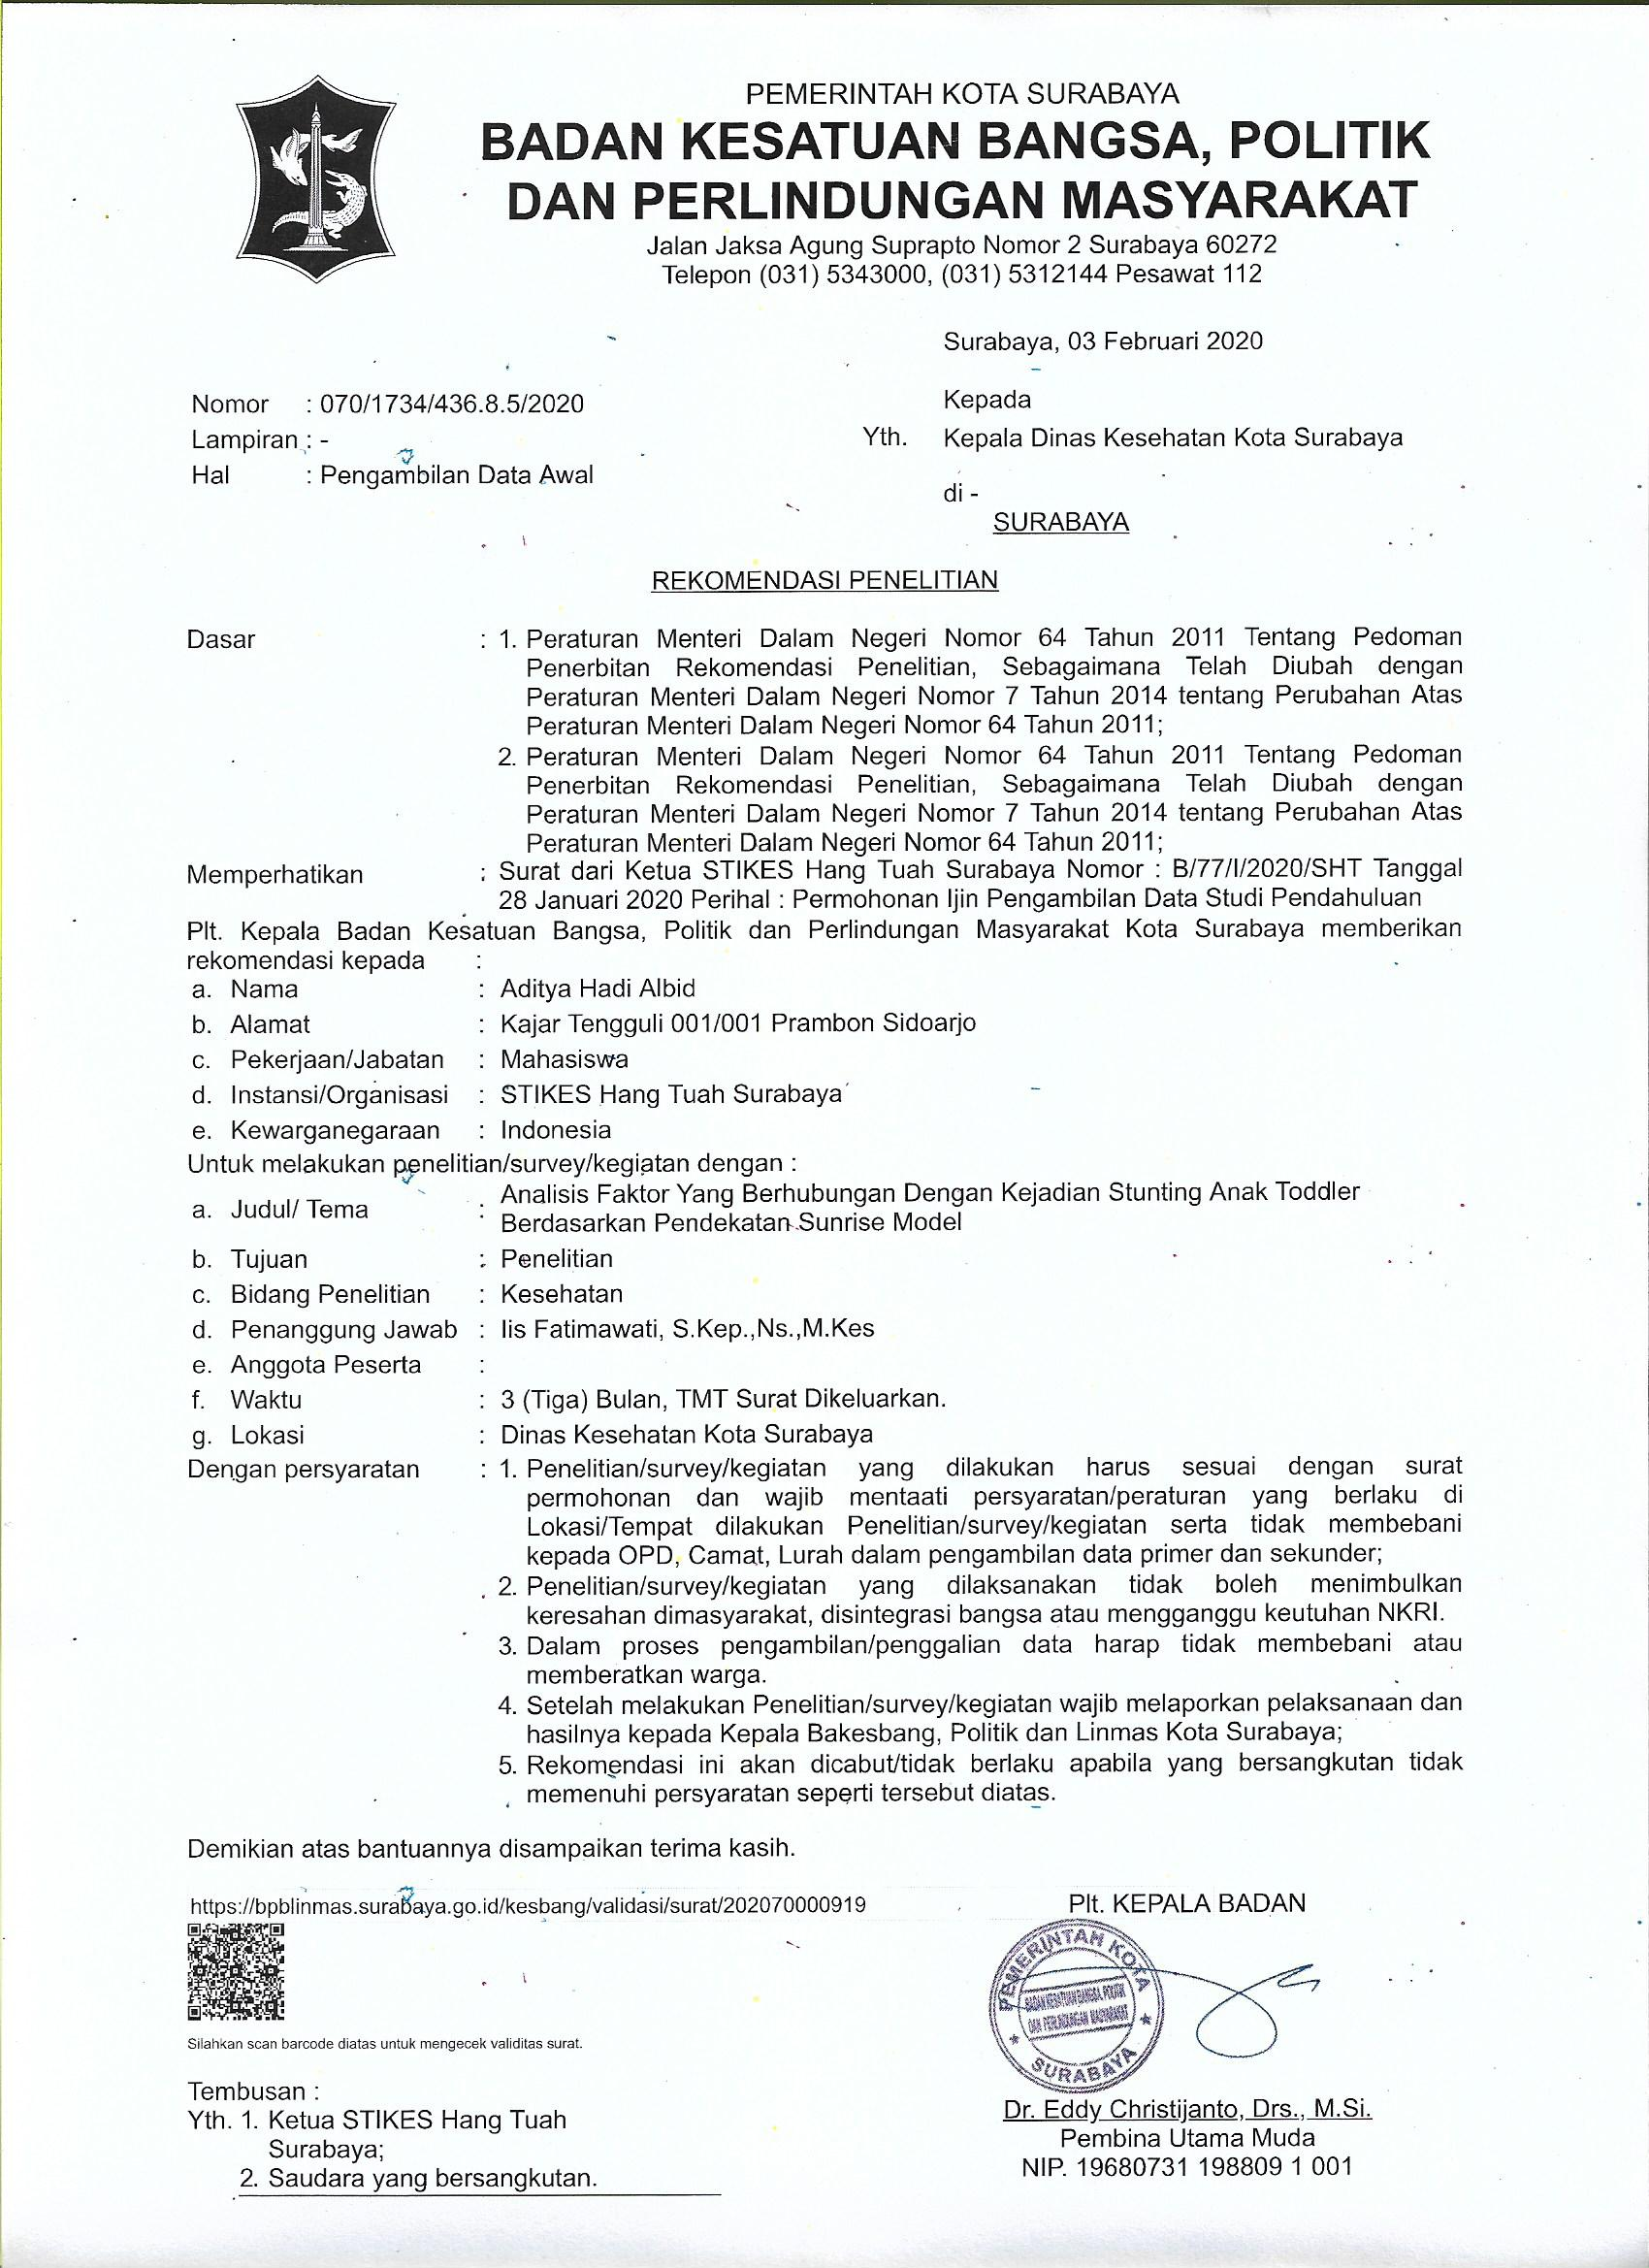 PEMERINTAH KOTA SURABAYA
BADAN KESATUAN BANGSA, POLITIK
DAN PERLINDUNGAN MASYARAKAT
Jalan Jaksa Agung Suprapto Nomor 2 Surabaya 60272
Telepon (031) 5343000, (031) 5312144 Pesawat 112
Surabaya, 03 Februari 2020
Nomor : 070/1734/436.8.5/2020
Lampiran : -
Hal : Pengambilan Data Awal
Kepada
Yth. Kepala Dinas Kesehatan Kota Surabaya
di -
SURABAYA
REKOMENDASI PENELITIAN
Dasar : 1. Peraturan Menteri Dalam Negeri Nomor 64 Tahun 2011 Tentang Pedoman
Penerbitan Rekomendasi Penelitian, Sebagaimana Telah Diubah dengan
Peraturan Menteri Dalam Negeri Nomor 7 Tahun 2014 tentang Perubahan Atas
Peraturan Menteri Dalam Negeri Nomor 64 Tahun 2011;
2. Peraturan Menteri Dalam Negeri Nomor 64 Tahun 2011 Tentang Pedoman
Penerbitan Rekomendasi Penelitian, Sebagaimana Telah Diubah dengan
Peraturan Menteri Dalam Negeri Nomor 7 Tahun 2014 tentang Perubahan Atas
Peraturan Menteri Dalam Negeri Nomor 64 Tahun 2011;
Memperhatikan : Surat dari Ketua STIKES Hang Tuah Surabaya Nomor : B/77/I/2020/SHT Tanggal
28 Januari 2020 Perihal : Permohonan Ijin Pengambilan Data Studi Pendahuluan
Plt. Kepala Badan Kesatuan Bangsa, Politik dan Perlindungan Masyarakat Kota Surabaya memberikan
rekomendasi kepada :
a. Nama : Aditya Hadi Albid
b. Alamat : Kajar Tengguli 001/001 Prambon Sidoarjo
c. Pekerjaan/Jabatan : Mahasiswa
d. Instansi/Organisasi : STIKES Hang Tuah Surabaya
e. Kewarganegaraan : Indonesia
Untuk melakukan penelitian/survey/kegiatan dengan :
a. Judul/ Tema : Analisis Faktor Yang Berhubungan Dengan Kejadian Stunting Anak Toddler
Berdasarkan Pendekatan Sunrise Model
b. Tujuan : Penelitian
c. Bidang Penelitian : Kesehatan
d. Penanggung Jawab : Iis Fatimawati, S.Kep.,Ns.,M.Kes
e. Anggota Peserta :
f. Waktu : 3 (Tiga) Bulan, TMT Surat Dikeluarkan.
g. Lokasi : Dinas Kesehatan Kota Surabaya
Dengan persyaratan : 1. Penelitian/survey/kegiatan yang dilakukan harus sesuai dengan surat
permohonan dan wajib mentaati persyaratan/peraturan yang berlaku di
Lokasi/Tempat dilakukan Penelitian/survey/kegiatan serta tidak membebani
kepada OPD, Camat, Lurah dalam pengambilan data primer dan sekunder;
2. Penelitian/survey/kegiatan yang dilaksanakan tidak boleh menimbulkan
keresahan dimasyarakat, disintegrasi bangsa atau mengganggu keutuhan NKRI.
3. Dalam proses pengambilan/penggalian data harap tidak membebani atau
memberatkan warga.
4. Setelah melakukan Penelitian/survey/kegiatan wajib melaporkan pelaksanaan dan
hasilnya kepada Kepala Bakesbang, Politik dan Linmas Kota Surabaya;
5. Rekomendasi ini akan dicabut/tidak berlaku apabila yang bersangkutan tidak
memenuhi persyaratan seperti tersebut diatas.
Demikian atas bantuannya disampaikan terima kasih.
https://bpblinmas.surabaya.go.id/kesbang/validasi/surat/202070000919
Silahkan scan barcode diatas untuk mengecek validitas surat.
Plt. KEPALA BADAN
PEMERINTAH KOTA
BADAN KESATUAN BANGSA, POLITIK
DAN PERLINDUNGAN MASYARAKAT
SURABAYA
Dr. Eddy Christijanto, Drs., M.Si.
Pembina Utama Muda
NIP. 19680731 198809 1 001
Tembusan :
Yth. 1. Ketua STIKES Hang Tuah
Surabaya;
2. Saudara yang bersangkutan.